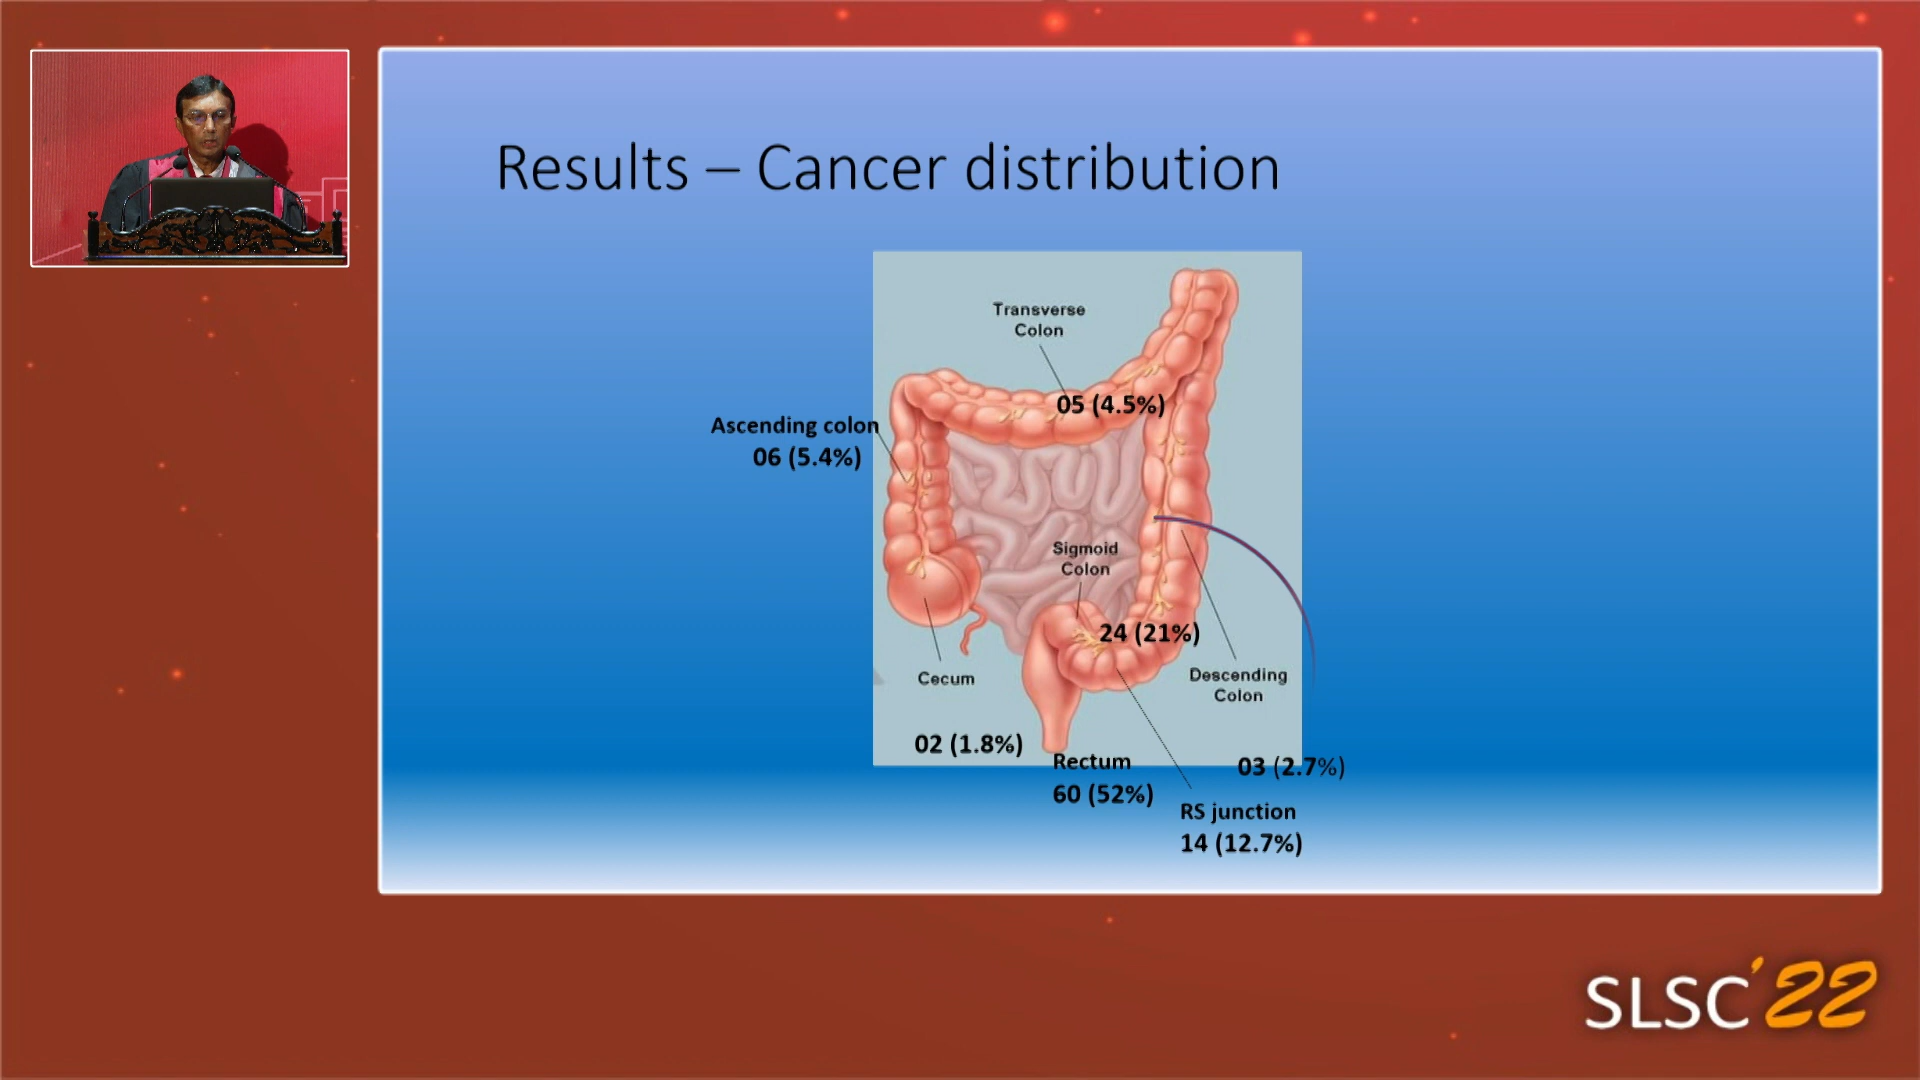 Results – Cancer distribution
Transverse
Colon
05 (4.5%)
Ascending colon
06 (5.4%)
Sigmoid
Colon
24 (21%)
Cecum
02 (1.8%)
Descending
Colon
03 (2.7%)
Rectum
60 (52%)
RS junction
14 (12.7%)
SLSC'22